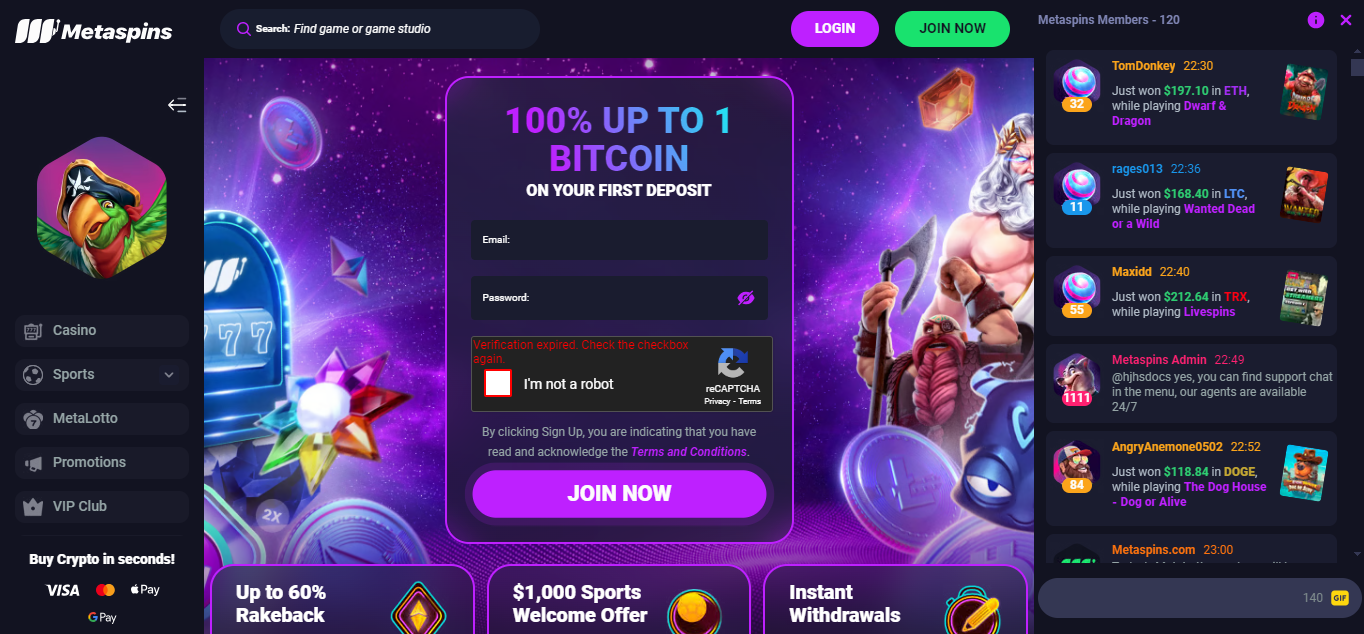 Metaspins
Search: Find game or game studio
LOGIN
JOIN NOW
Metaspins Members - 120
100% UP TO 1
BITCOIN
ON YOUR FIRST DEPOSIT
Email:
Password:
Verification expired. Check the checkbox
again.
I'm not a robot
reCAPTCHA
Privacy - Terms
By clicking Sign Up, you are indicating that you have
read and acknowledge the Terms and Conditions.
JOIN NOW
Casino
Sports
MetaLotto
Promotions
VIP Club
Buy Crypto in seconds!
VISA
Pay
G Pay
777
2X
Up to 60%
Rakeback
$1,000 Sports
Welcome Offer
Instant
Withdrawals
TomDonkey 22:30
Just won $197.10 in ETH,
while playing Dwarf &
Dragon
32
rages013 22:36
Just won $168.40 in LTC,
while playing Wanted Dead
or a Wild
11
WANTED
Maxidd 22:40
Just won $212.64 in TRX,
while playing Livespins
55
BET WITH
STREAMERS
Metaspins Admin 22:49
@hjhsdocs yes, you can find support chat
in the menu, our agents are available
24/7
1111
AngryAnemone0502 22:52
Just won $118.84 in DOGE,
while playing The Dog House
- Dog or Alive
84
Metaspins.com 23:00
140 GIF